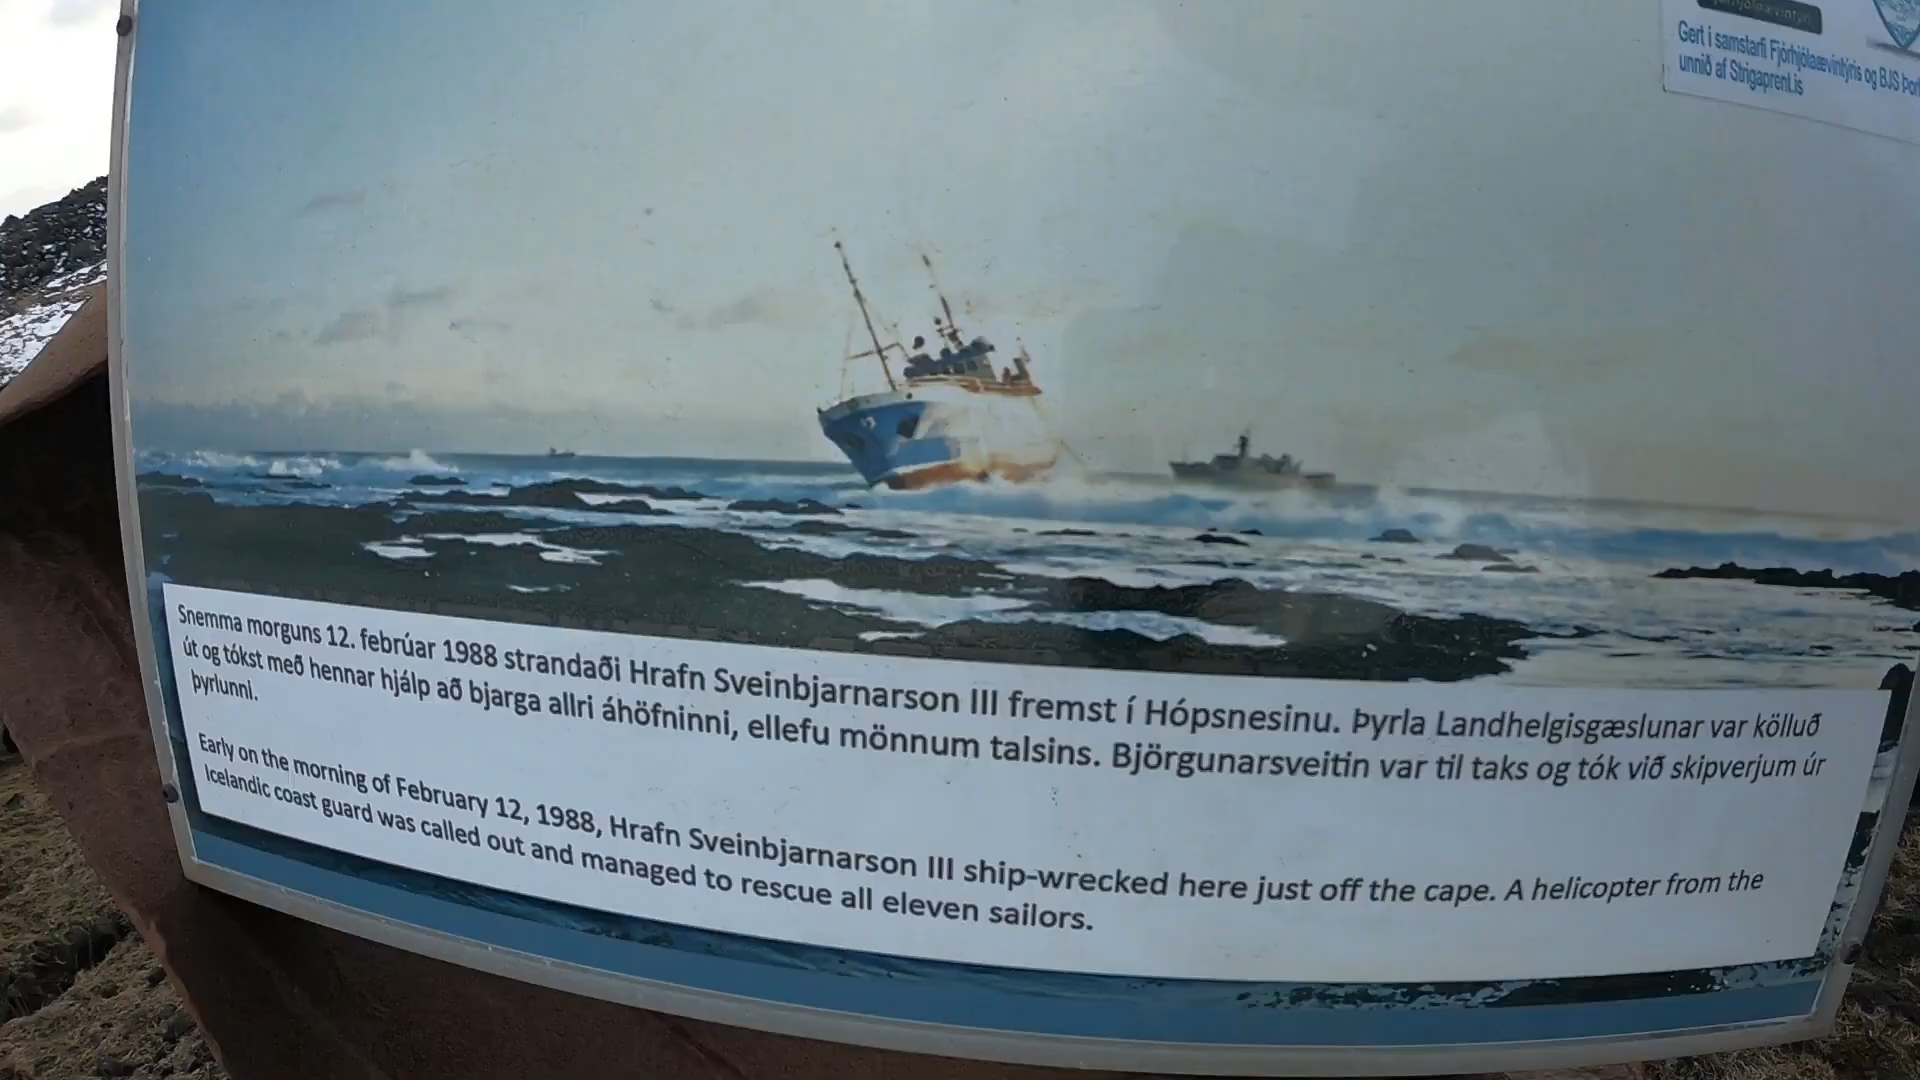 Gert í samstarfi Fjórhjólaævintýris og BJS
unnið af Strigaprent.is
Snemma morguns 12. febrúar 1988 strandaði Hrafn Sveinbjarnarson III fremst í Hópsnesinu. Þyrla Landhelgisgæslunar var kölluð
út og tókst með hennar hjálp að bjarga allri áhöfninni, ellefu mönnum talsins. Björgunarsveitin var til taks og tók við skipverjum úr
þyrlunni.
Early on the morning of February 12, 1988, Hrafn Sveinbjarnarson III ship-wrecked here just off the cape. A helicopter from the
Icelandic coast guard was called out and managed to rescue all eleven sailors.